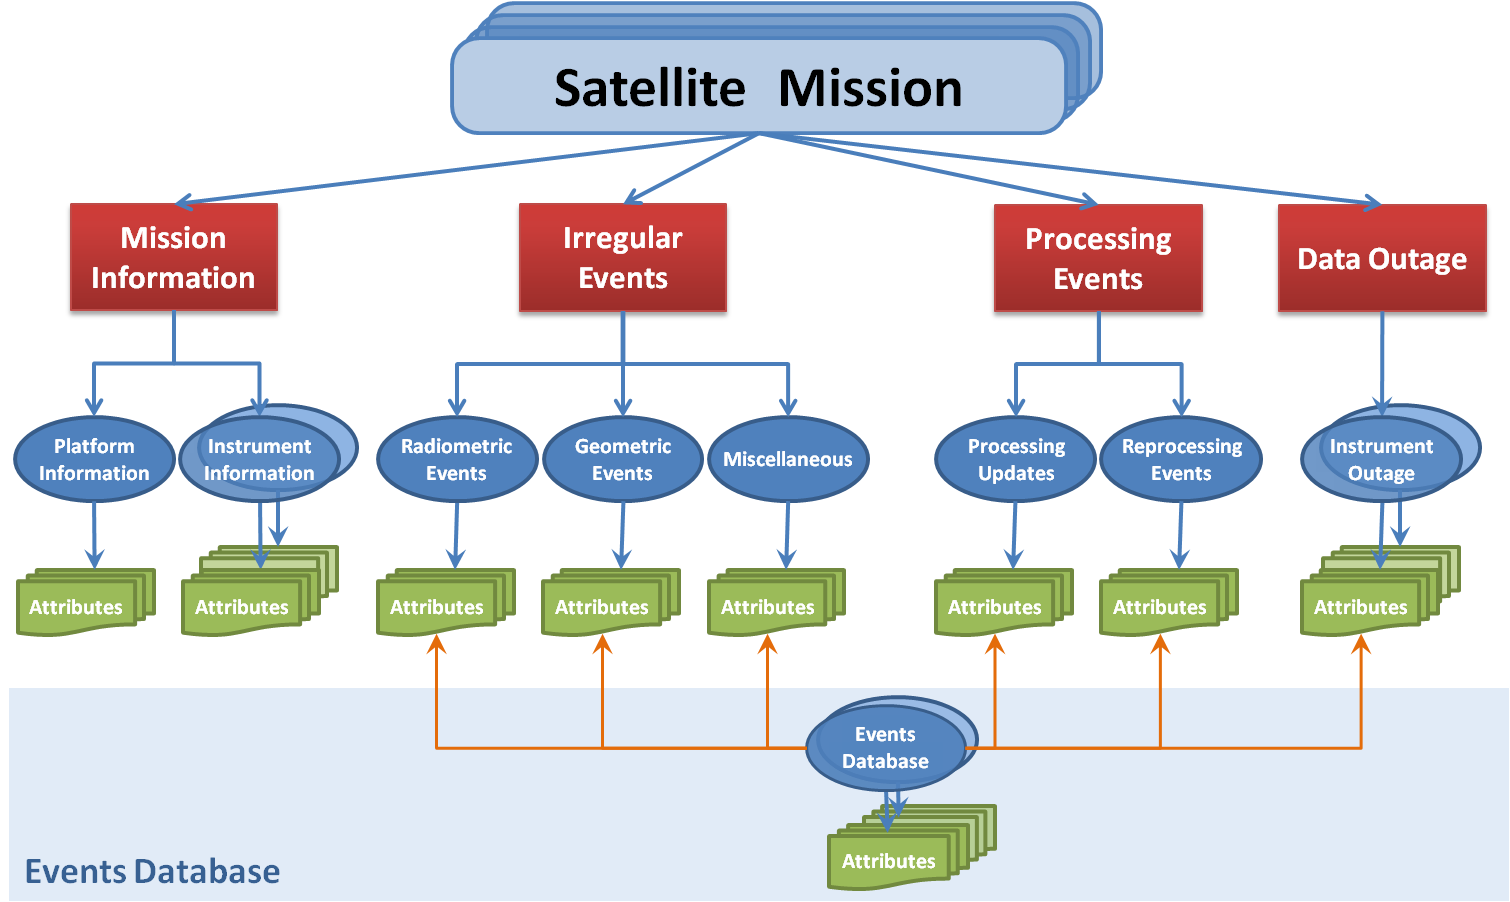 Satellite Mission
Mission
Information
Irregular
Events
Processing
Events
Data Outage
Platform
Information
Instrument
Information
Radiometric
Events
Geometric
Events
Miscellaneous
Processing
Updates
Reprocessing
Events
Instrument
Outage
Attributes
Attributes
Attributes
Attributes
Attributes
Attributes
Attributes
Attributes
Events
Database
Attributes
Events Database